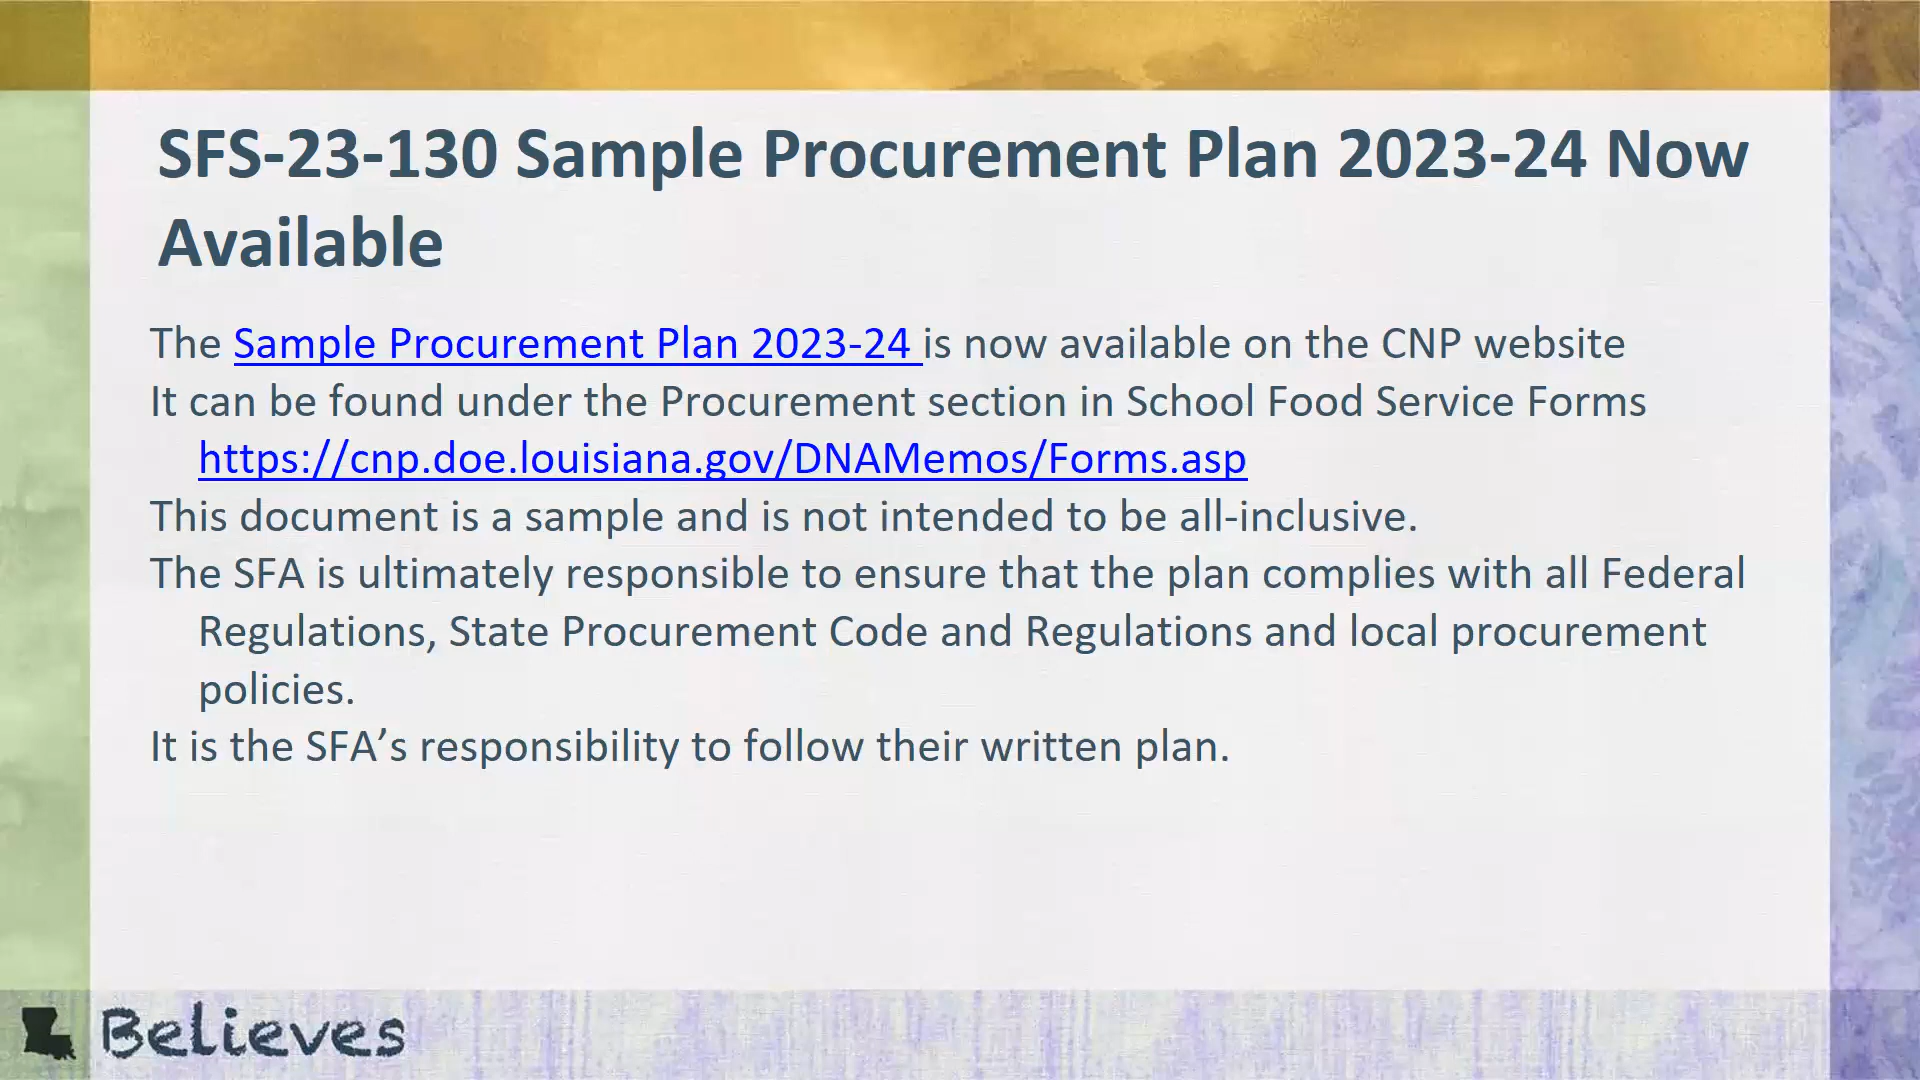 SFS-23-130 Sample Procurement Plan 2023-24 Now
Available
The Sample Procurement Plan 2023-24 is now available on the CNP website
It can be found under the Procurement section in School Food Service Forms
https://cnp.doe.louisiana.gov/DNAMemos/Forms.asp
This document is a sample and is not intended to be all-inclusive.
The SFA is ultimately responsible to ensure that the plan complies with all Federal
Regulations, State Procurement Code and Regulations and local procurement
policies.
It is the SFA’s responsibility to follow their written plan.
Believes